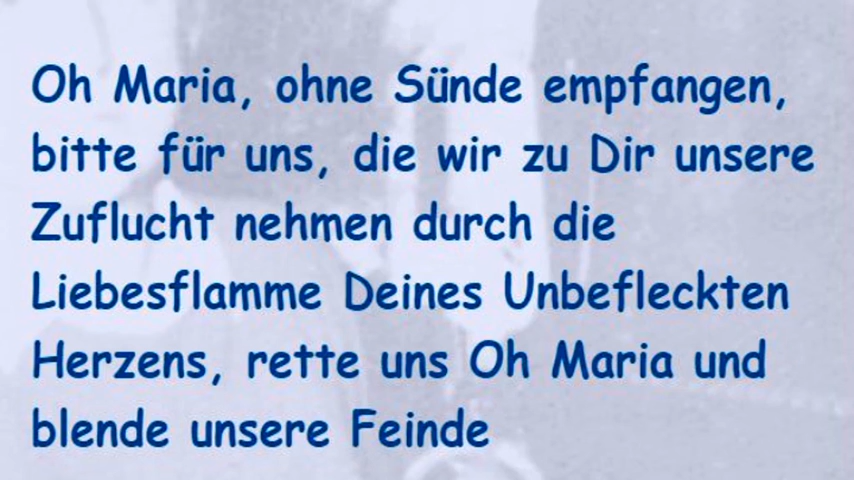 Oh Maria, ohne Sünde empfangen,
bitte für uns, die wir zu Dir unsere
Zuflucht nehmen durch die
Liebesflamme Deines Unbefleckten
Herzens, rette uns Oh Maria und
blende unsere Feinde